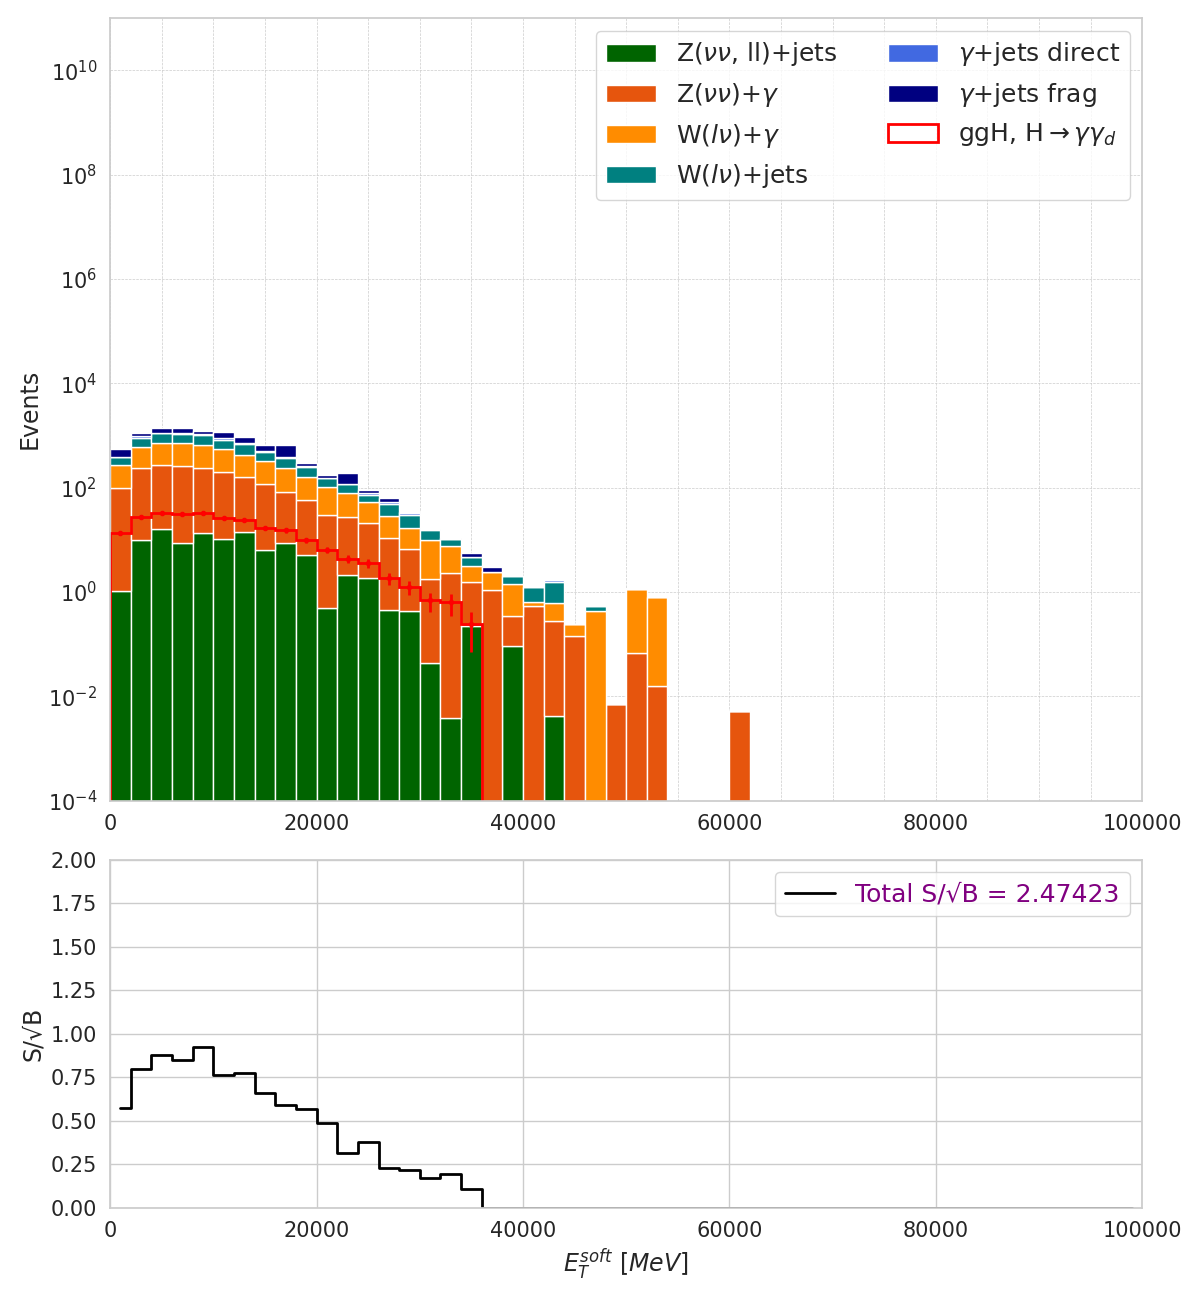 Z(νν, ll)+jets
Z(νν)+γ
W(lν)+γ
W(lν)+jets
γ+jets direct
γ+jets frag
ggH, H→γγ_d
Events
10^10
10^8
10^6
10^4
10^2
10^0
10^−2
10^−4
0 20000 40000 60000 80000 100000
Total S/√B = 2.47423
S/√B
2.00
1.75
1.50
1.25
1.00
0.75
0.50
0.25
0.00
0 20000 40000 60000 80000 100000
E_T^soft [MeV]